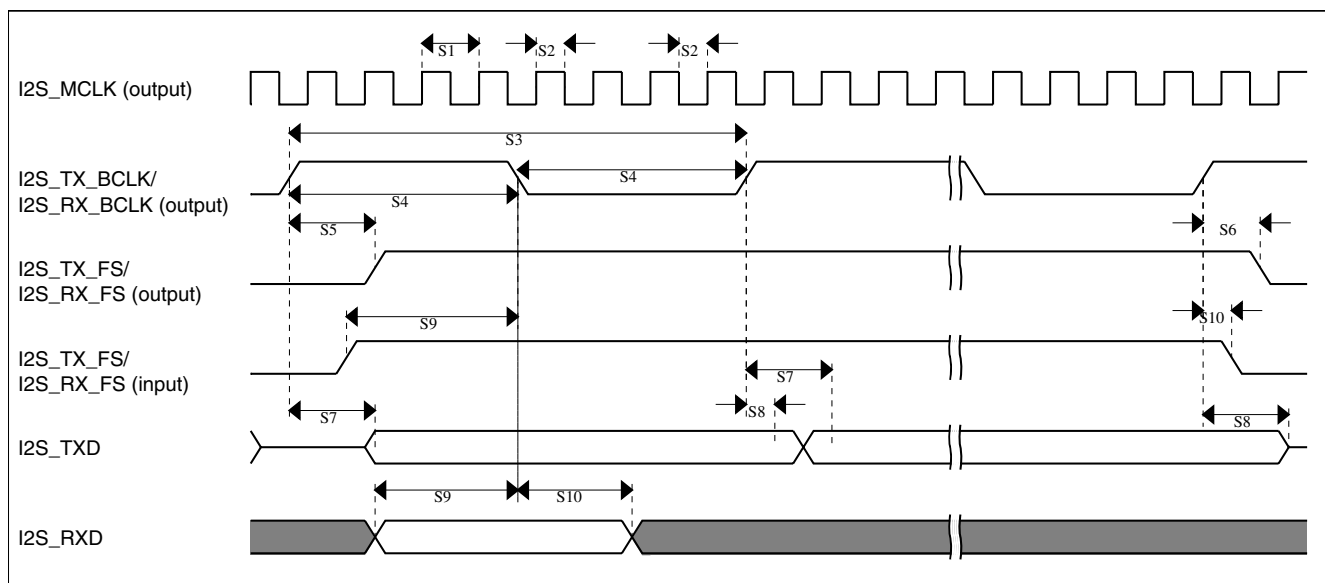 S1
S2
S2
I2S_MCLK (output)
S3
I2S_TX_BCLK/
I2S_RX_BCLK (output)
S4
S4
S5
S6
I2S_TX_FS/
I2S_RX_FS (output)
S9
S10
I2S_TX_FS/
I2S_RX_FS (input)
S7
S7
S8
S8
I2S_TXD
S9
S10
I2S_RXD